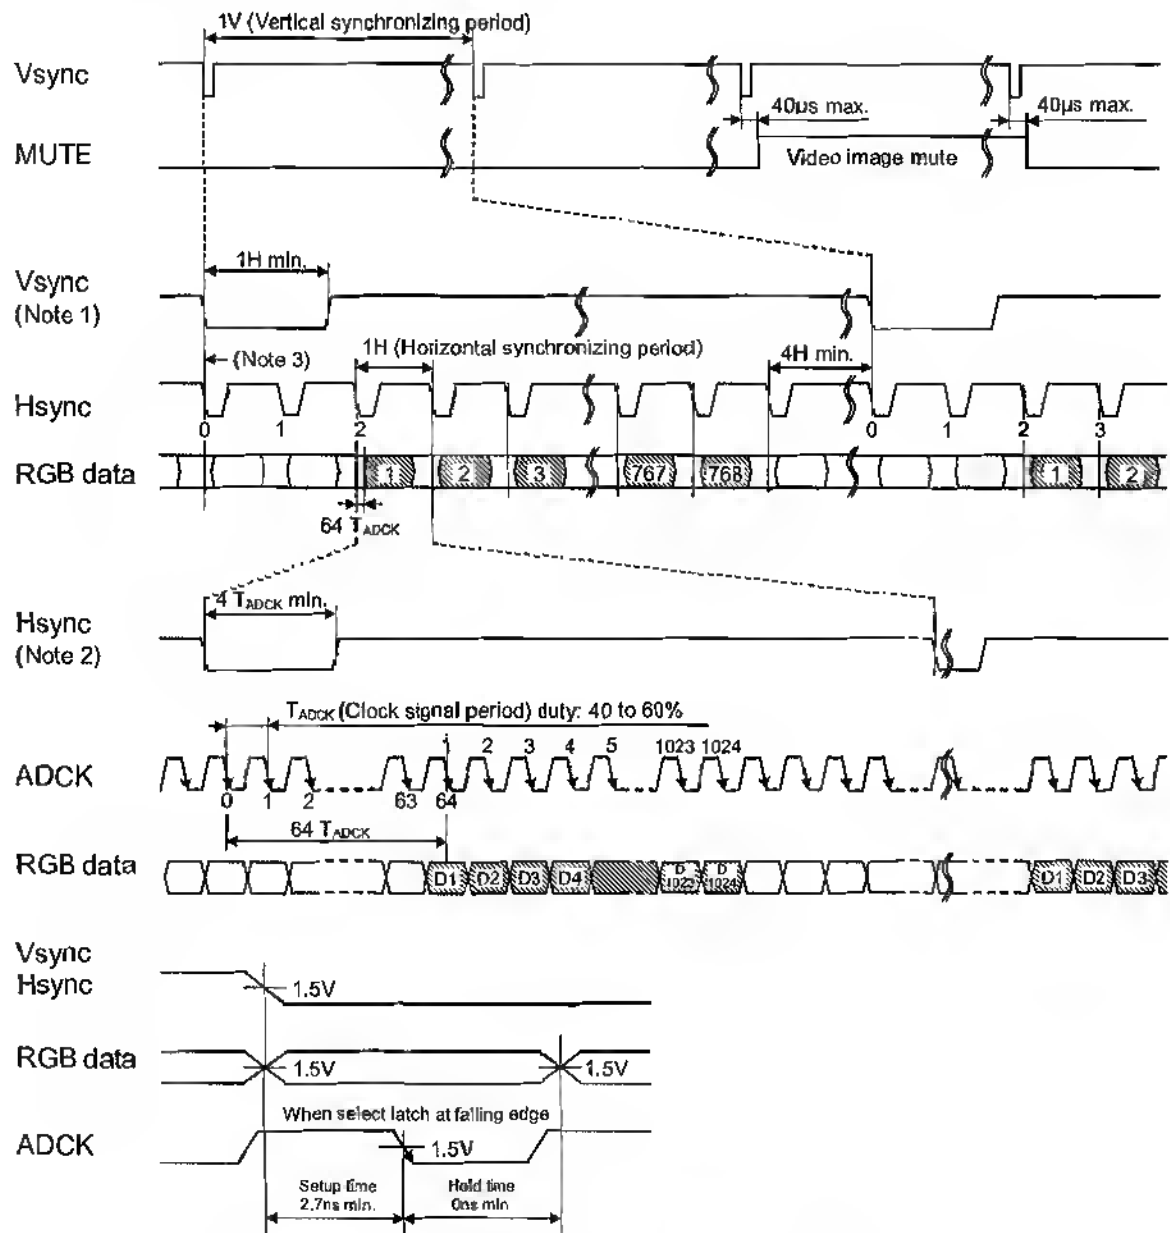 1V (Vertical synchronizing period)
Vsync
40µs max.
40µs max.
MUTE
Video image mute
1H min.
Vsync
(Note 1)
(Note 3)
1H (Horizontal synchronizing period)
4H min.
Hsync
0 1 2 0 1 2 3
RGB data
1 2 3 767 768 1 2
64 TADCK
4 TADCK min.
Hsync
(Note 2)
TADCK (Clock signal period) duty: 40 to 60%
1 2 3 4 5 1023 1024
ADCK
0 1 2 63 64
64 TADCK
RGB data
D1 D2 D3 D4 D 1023 D 1024 D1 D2 D3
Vsync
Hsync
1.5V
RGB data
1.5V 1.5V
When select latch at falling edge
ADCK
1.5V
Setup time
2.7ns min.
Hold time
0ns min